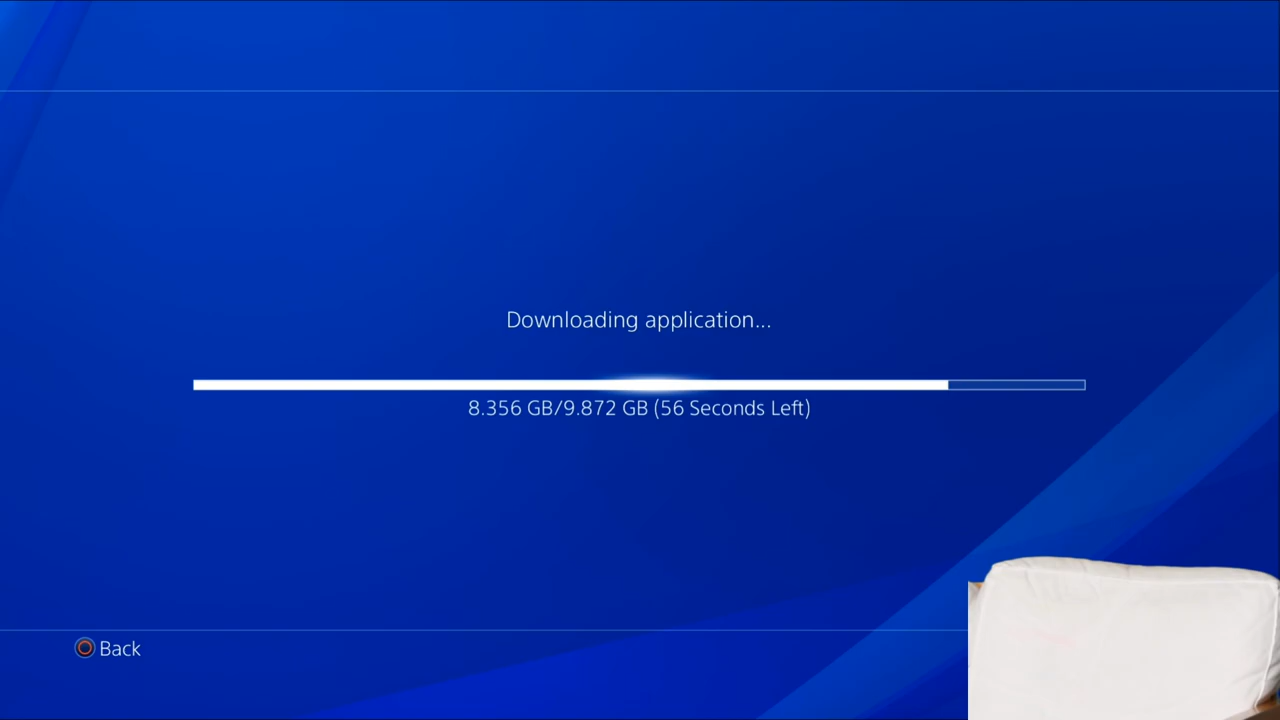 Downloading application...
8.356 GB/9.872 GB (56 Seconds Left)
Back